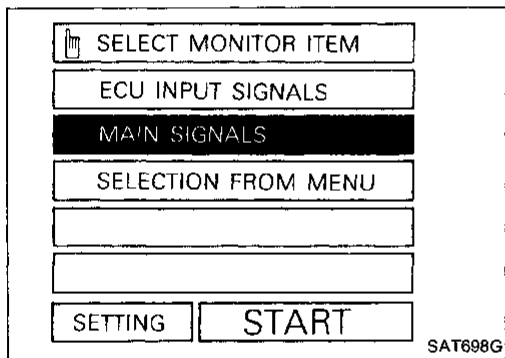 SELECT MONITOR ITEM
ECU INPUT SIGNALS
MAIN SIGNALS
SELECTION FROM MENU
SETTING START
SAT698G